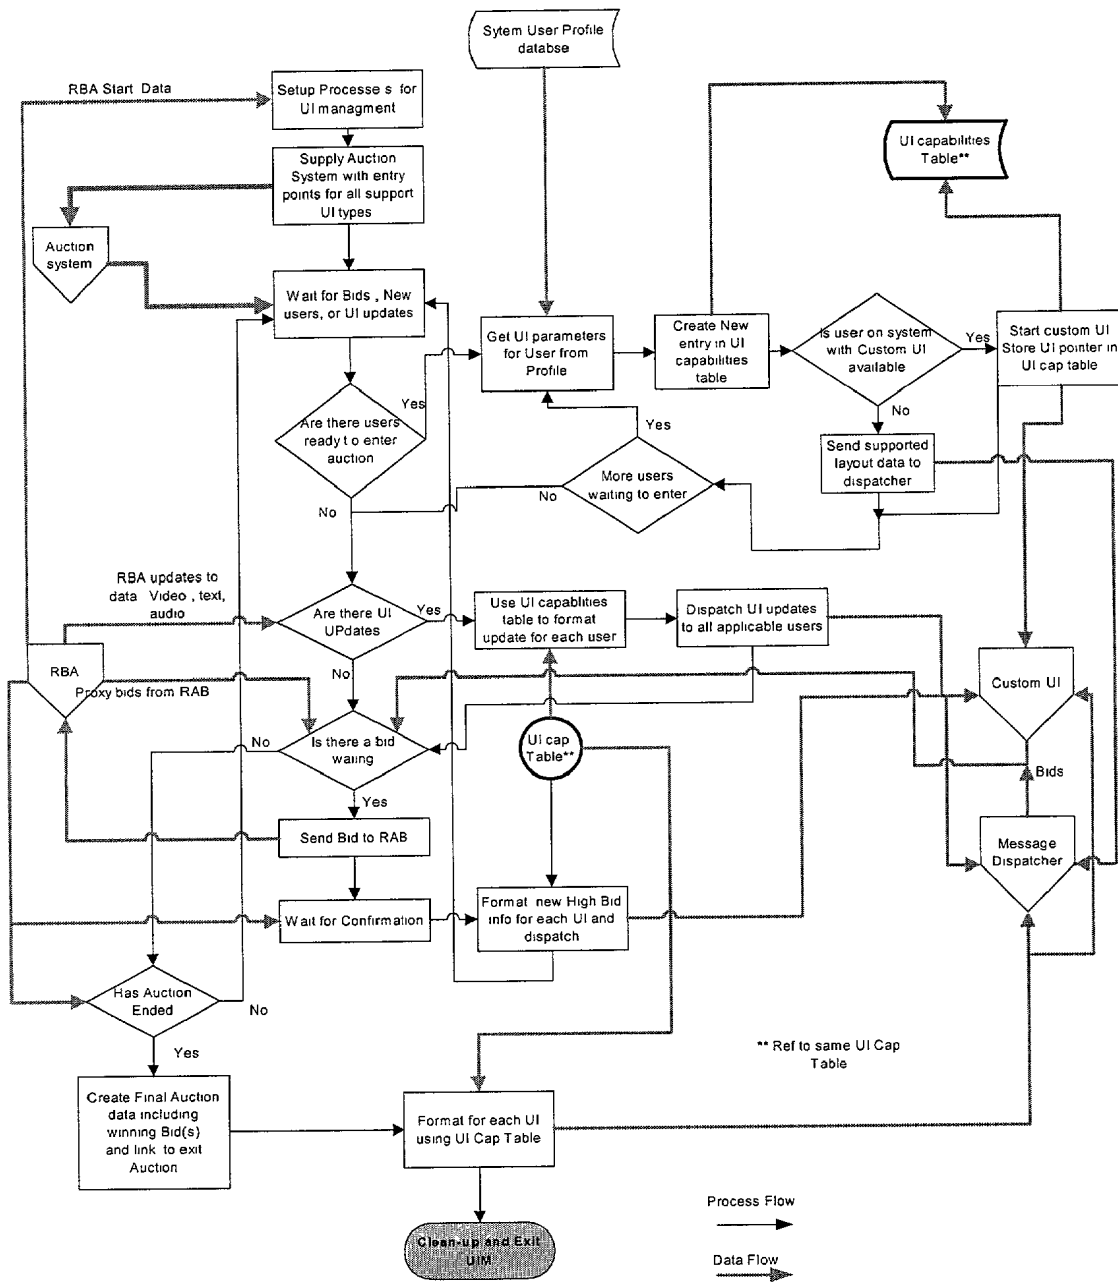 Sytem User Profile
databse
RBA Start Data
Setup Processes for
UI managment
UI capabilities
Table**
Supply Auction
System with entry
points for all support
UI types
Auction
system
Wait for Bids , New
users, or UI updates
Get UI parameters
for User from
Profile
Create New
entry in UI
capabilities
table
Is user on system
with Custom UI
available
Yes
Start custom UI
Store UI pointer in
UI cap table
Yes
No
Are there users
ready to enter
auction
Yes
Send supported
layout data to
dispatcher
More users
waiting to enter
No
No
RBA updates to
data Video , text,
audio
Are there UI
UPdates
Yes
Use UI capablities
table to format
update for each user
Dispatch UI updates
to all applicable users
RBA
No
Custom UI
Proxy bids from RAB
Is there a bid
waiing
No
UI cap
Table**
Bids
Yes
Send Bid to RAB
Message
Dispatcher
Wait for Confirmation
Format new High Bid
info for each UI and
dispatch
Has Auction
Ended
No
Yes
** Ref to same UI Cap
Table
Create Final Auction
data including
winning Bid(s)
and link to exit
Auction
Format for each UI
using UI Cap Table
Process Flow
Clean-up and Exit
UIM
Data Flow